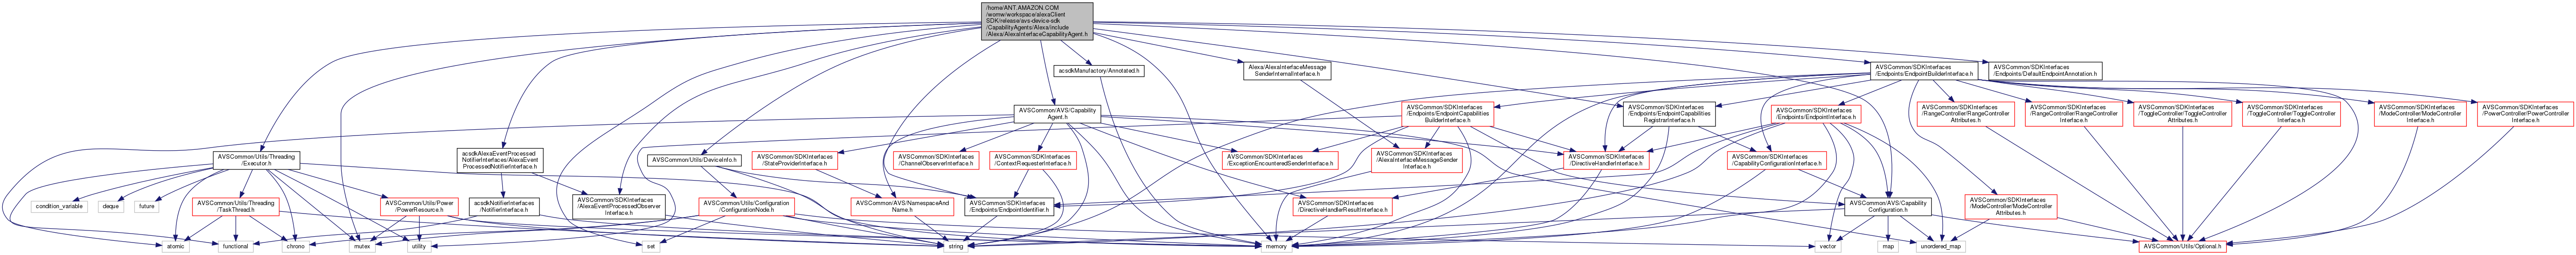 /home/ANT.AMAZON.COM
/womw/workspace/alexaClient
SDK/release/avs-device-sdk
/CapabilityAgents/Alexa/include
/Alexa/AlexaInterfaceCapabilityAgent.h
acsdkManufactory/Annotated.h
Alexa/AlexaInterfaceMessage
SenderInternalInterface.h
AVSCommon/SDKInterfaces
/Endpoints/EndpointBuilderInterface.h
AVSCommon/SDKInterfaces
/Endpoints/DefaultEndpointAnnotation.h
AVSCommon/AVS/Capability
Agent.h
AVSCommon/SDKInterfaces
/Endpoints/EndpointCapabilities
BuilderInterface.h
AVSCommon/SDKInterfaces
/Endpoints/EndpointCapabilities
RegistrarInterface.h
AVSCommon/SDKInterfaces
/Endpoints/EndpointInterface.h
AVSCommon/SDKInterfaces
/RangeController/RangeController
Attributes.h
AVSCommon/SDKInterfaces
/RangeController/RangeController
Interface.h
AVSCommon/SDKInterfaces
/ToggleController/ToggleController
Attributes.h
AVSCommon/SDKInterfaces
/ToggleController/ToggleController
Interface.h
AVSCommon/SDKInterfaces
/ModeController/ModeController
Interface.h
AVSCommon/SDKInterfaces
/PowerController/PowerController
Interface.h
AVSCommon/Utils/Threading
/Executor.h
acsdkAlexaEventProcessed
NotifierInterfaces/AlexaEvent
ProcessedNotifierInterface.h
AVSCommon/Utils/DeviceInfo.h
AVSCommon/SDKInterfaces
/StateProviderInterface.h
AVSCommon/SDKInterfaces
/ChannelObserverInterface.h
AVSCommon/SDKInterfaces
/ContextRequesterInterface.h
AVSCommon/SDKInterfaces
/ExceptionEncounteredSenderInterface.h
AVSCommon/SDKInterfaces
/AlexaInterfaceMessageSender
Interface.h
AVSCommon/SDKInterfaces
/DirectiveHandlerInterface.h
AVSCommon/SDKInterfaces
/CapabilityConfigurationInterface.h
condition_variable
deque
future
AVSCommon/Utils/Threading
/TaskThread.h
AVSCommon/Utils/Power
/PowerResource.h
acsdkNotifierInterfaces
/NotifierInterface.h
AVSCommon/SDKInterfaces
/AlexaEventProcessedObserver
Interface.h
AVSCommon/Utils/Configuration
/ConfigurationNode.h
AVSCommon/AVS/NamespaceAnd
Name.h
AVSCommon/SDKInterfaces
/Endpoints/EndpointIdentifier.h
AVSCommon/SDKInterfaces
/DirectiveHandlerResultInterface.h
AVSCommon/AVS/Capability
Configuration.h
AVSCommon/SDKInterfaces
/ModeController/ModeController
Attributes.h
atomic
functional
chrono
mutex
utility
set
string
memory
vector
map
unordered_map
AVSCommon/Utils/Optional.h